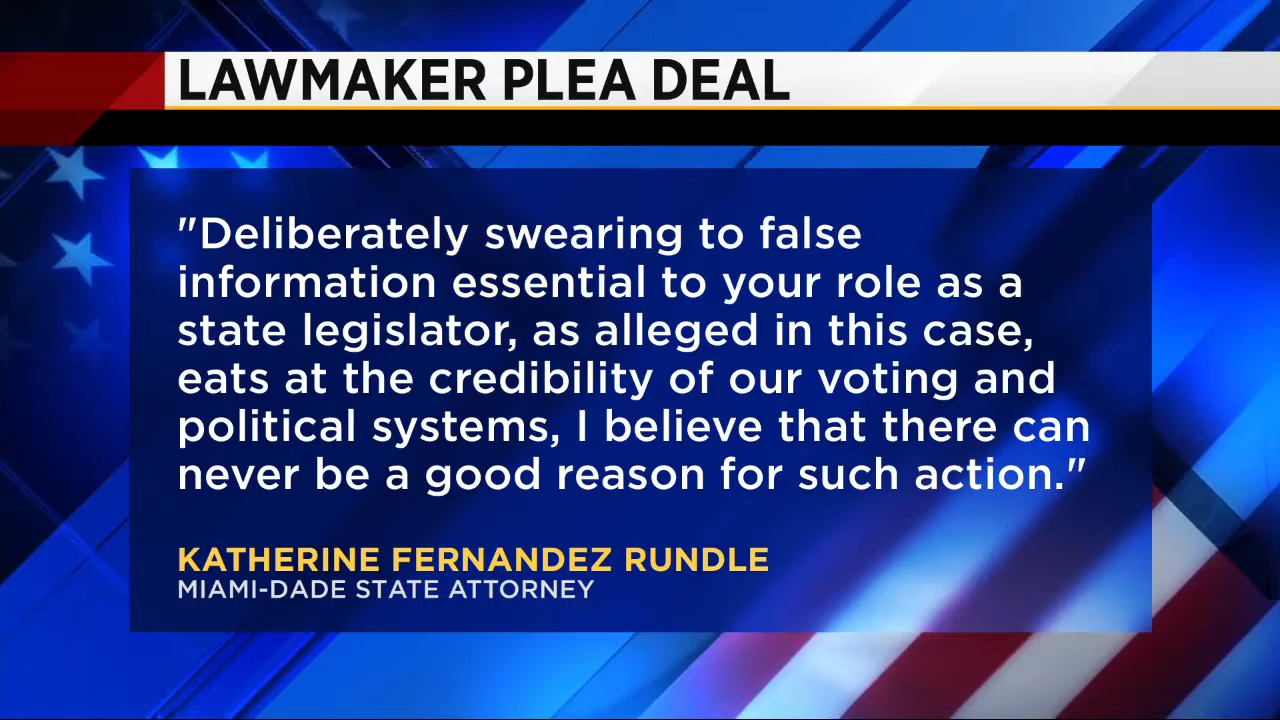 LAWMAKER PLEA DEAL
"Deliberately swearing to false
information essential to your role as a
state legislator, as alleged in this case,
eats at the credibility of our voting and
political systems, I believe that there can
never be a good reason for such action."
KATHERINE FERNANDEZ RUNDLE
MIAMI-DADE STATE ATTORNEY